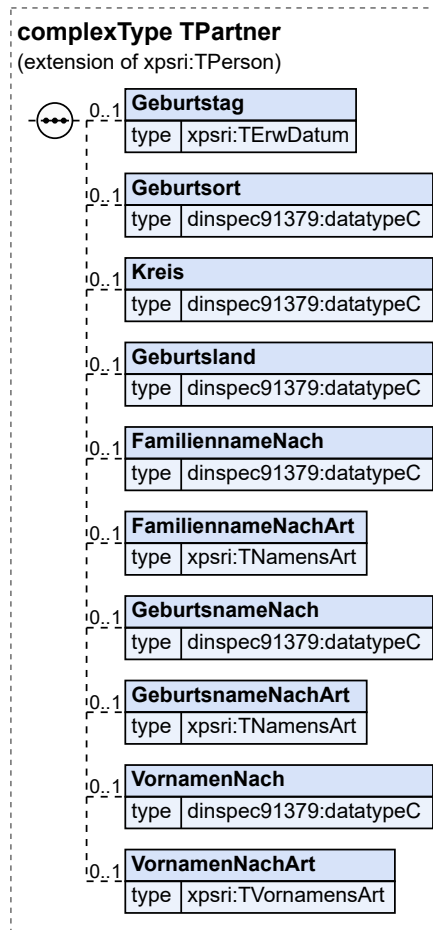 complexType TPartner
(extension of xpsri:TPerson)
0..1 Geburtstag
type xpsri:TErwDatum
0..1 Geburtsort
type dinspec91379:datatypeC
0..1 Kreis
type dinspec91379:datatypeC
0..1 Geburtsland
type dinspec91379:datatypeC
0..1 FamiliennameNach
type dinspec91379:datatypeC
0..1 FamiliennameNachArt
type xpsri:TNamensArt
0..1 GeburtsnameNach
type dinspec91379:datatypeC
0..1 GeburtsnameNachArt
type xpsri:TNamensArt
0..1 VornamenNach
type dinspec91379:datatypeC
0..1 VornamenNachArt
type xpsri:TVornamensArt